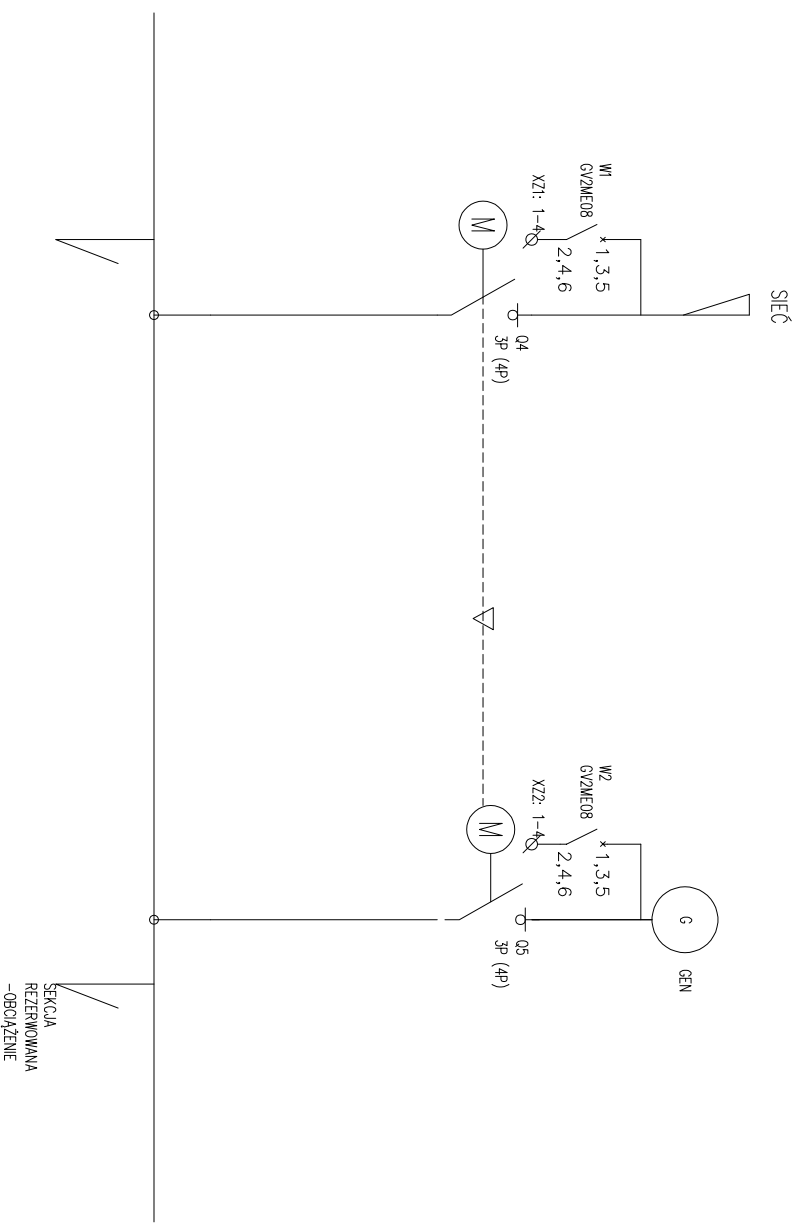 SIEĆ
W1
GV2ME08
1,3,5
2,4,6
XZ1: 1-4
M
Q4
3P (4P)
W2
GV2ME08
1,3,5
2,4,6
XZ2: 1-4
M
Q5
3P (4P)
G
GEN
SEKCJA
REZERWOWANA
-OBCIĄŻENIE